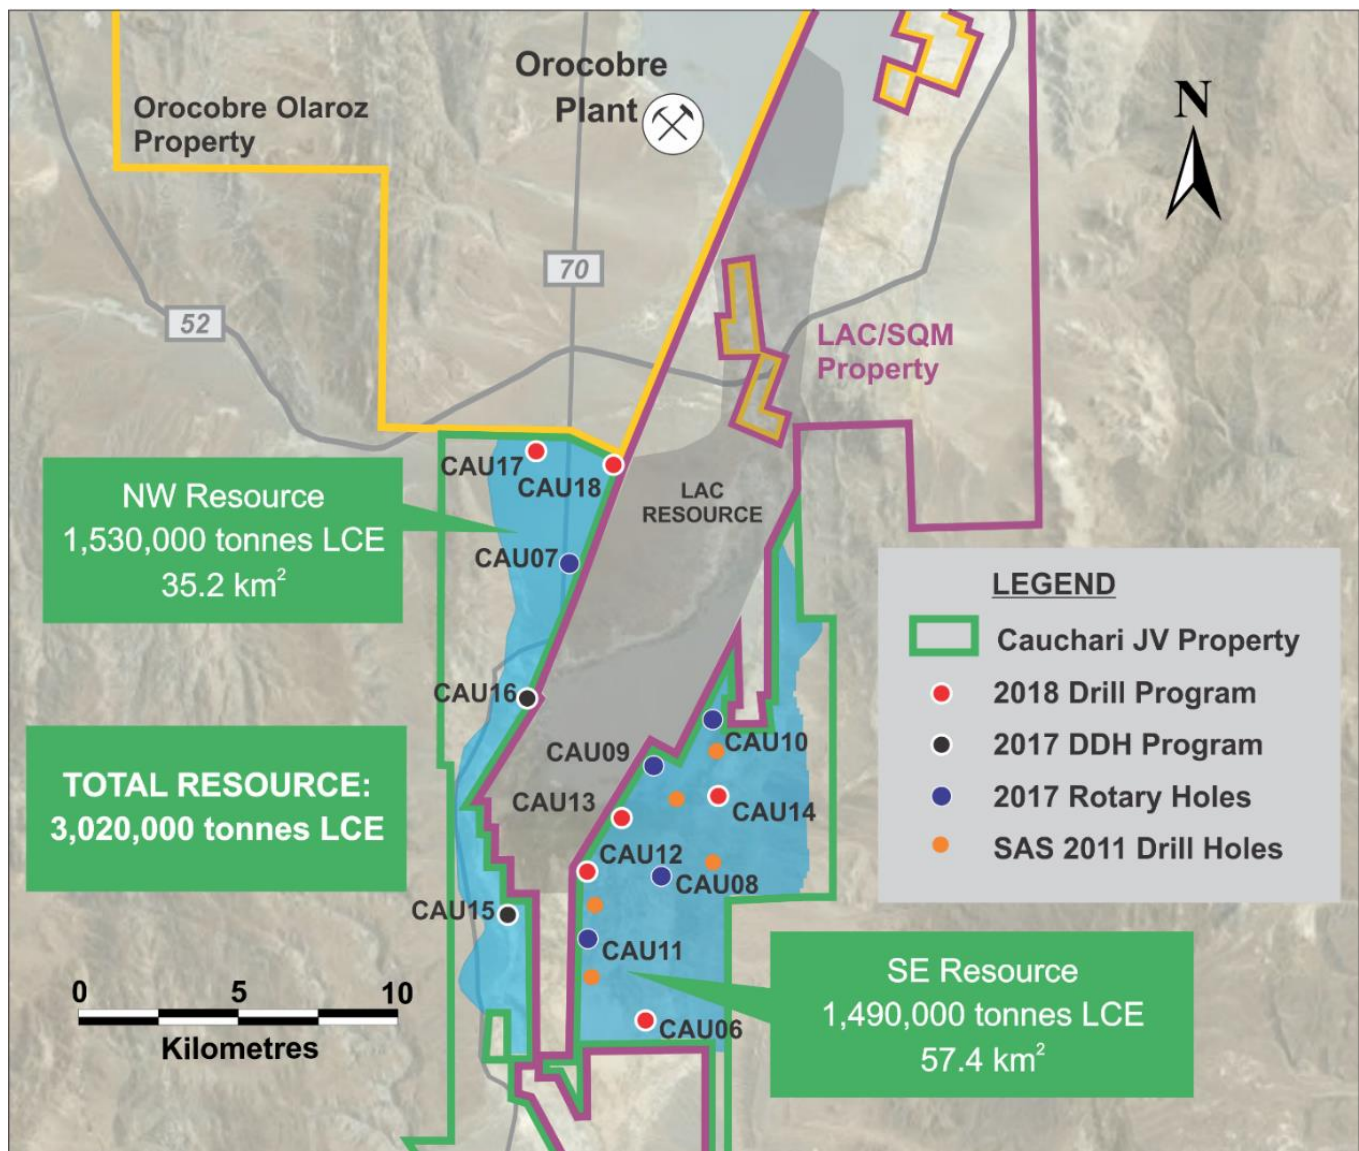 Orocobre
Plant
N
Orocobre Olaroz
Property
70
52
LAC/SQM
Property
CAU17
CAU18
LAC
RESOURCE
NW Resource
1,530,000 tonnes LCE
35.2 km²
CAU07
LEGEND
Cauchari JV Property
2018 Drill Program
2017 DDH Program
2017 Rotary Holes
SAS 2011 Drill Holes
CAU16
CAU10
CAU09
TOTAL RESOURCE:
3,020,000 tonnes LCE
CAU13
CAU14
CAU12
CAU08
CAU15
CAU11
SE Resource
1,490,000 tonnes LCE
57.4 km²
0 5 10
Kilometres
CAU06